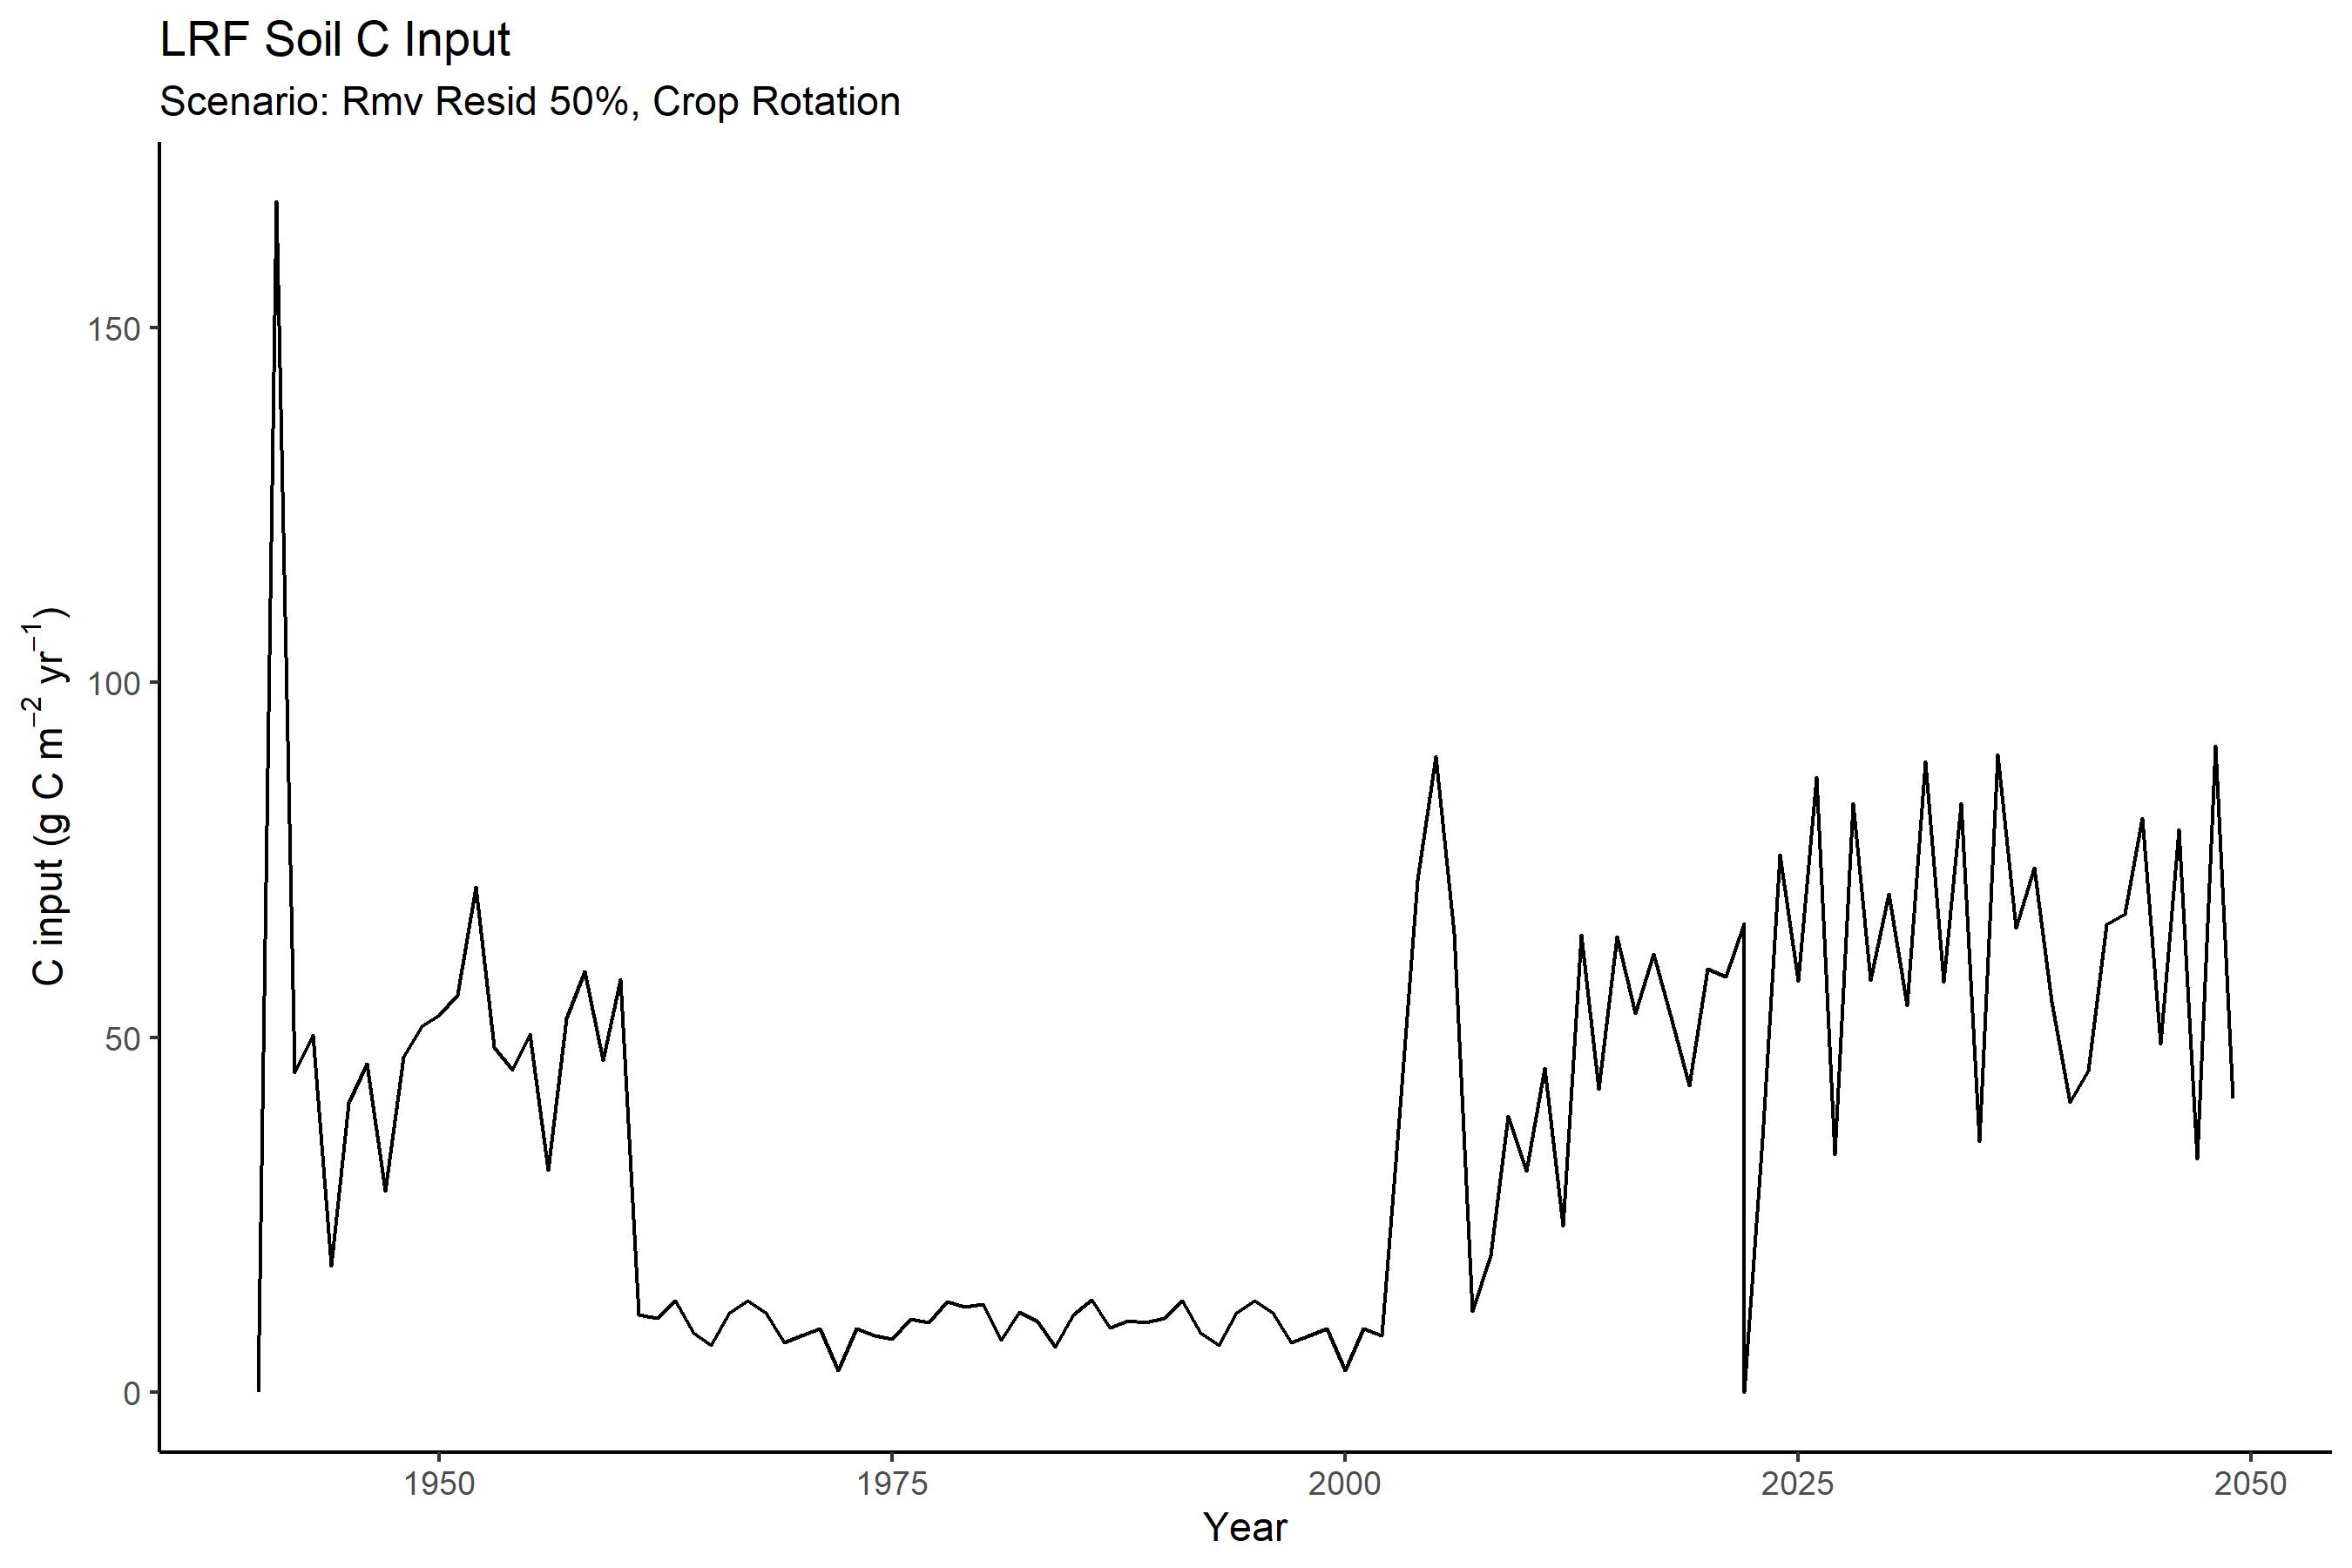 LRF Soil C Input
Scenario: Rmv Resid 50%, Crop Rotation
C input (g C m⁻² yr⁻¹)
150
100
50
0
1950 1975 2000 2025 2050
Year